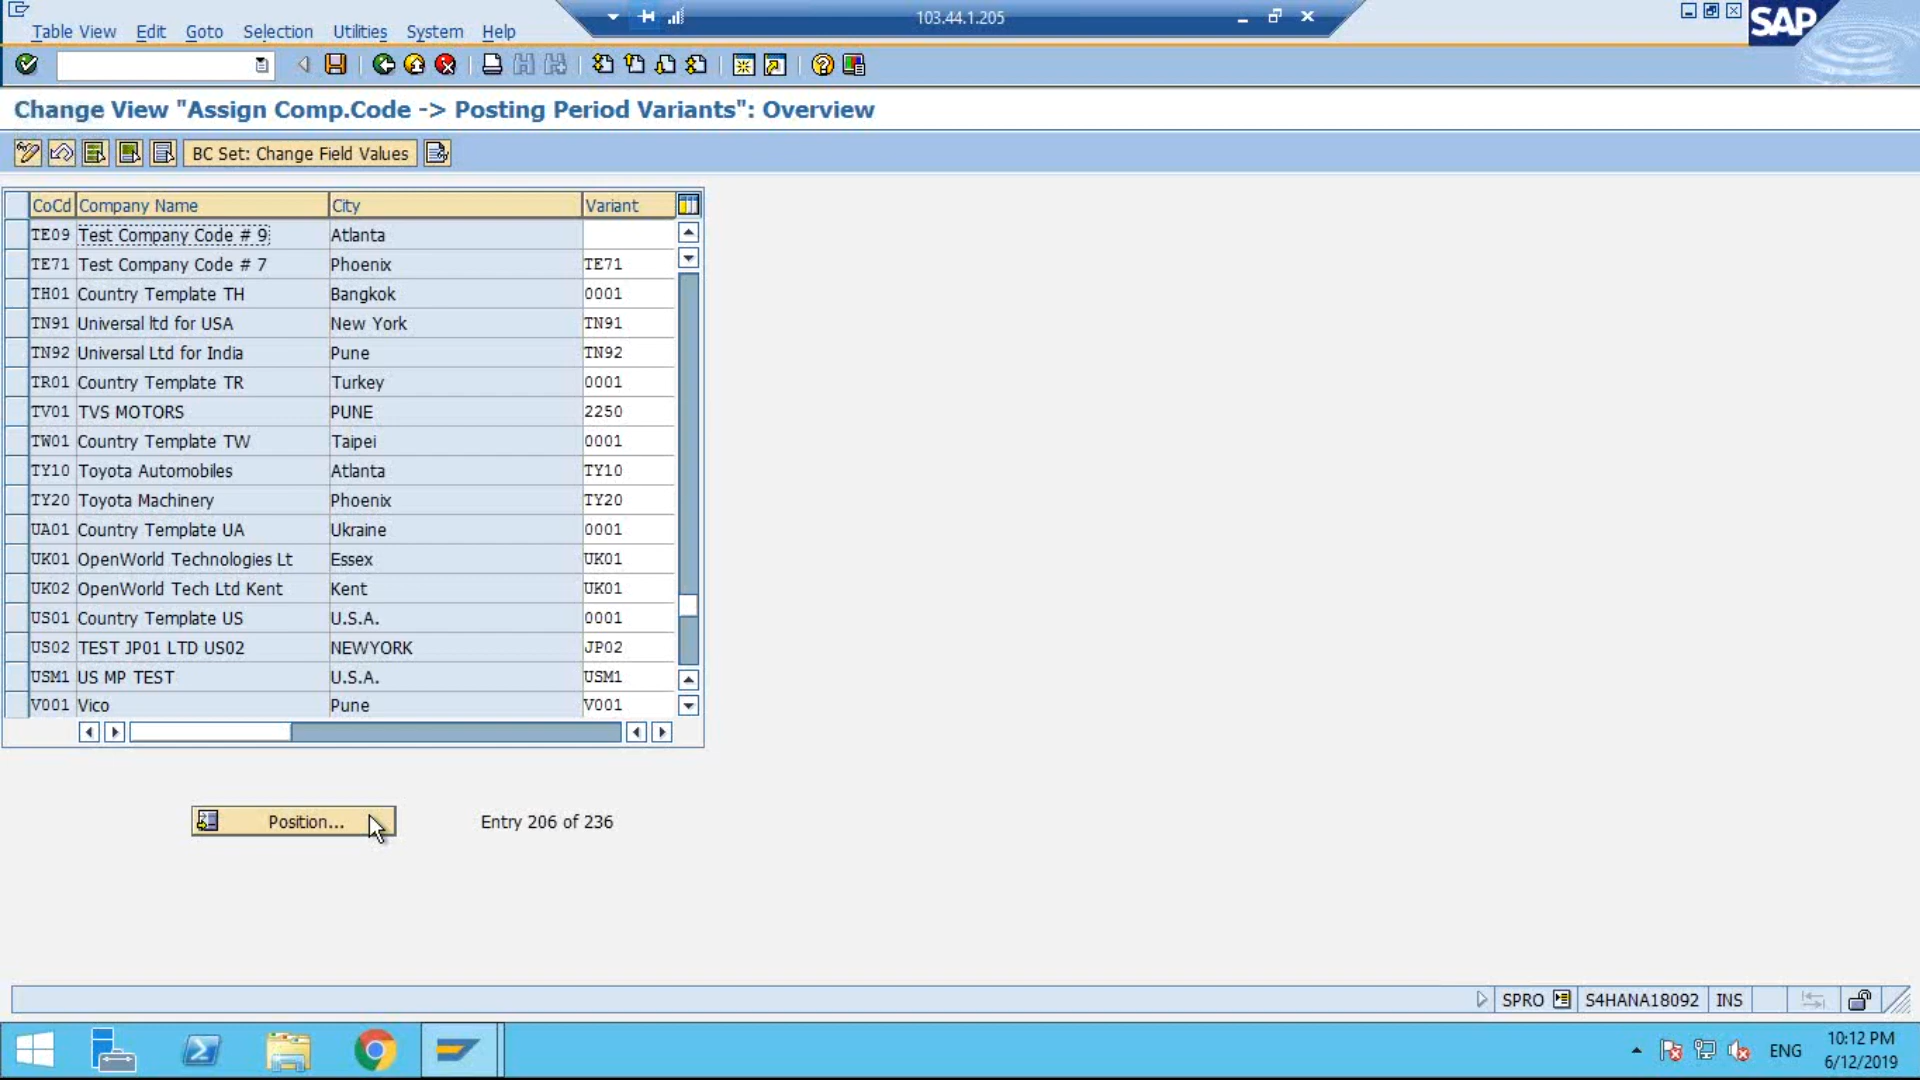 103.44.1.205
SAP
Table View Edit Goto Selection Utilities System Help
Change View "Assign Comp.Code -> Posting Period Variants": Overview
BC Set: Change Field Values
CoCd Company Name City Variant
TE09 Test Company Code # 9 Atlanta
TE71 Test Company Code # 7 Phoenix TE71
TH01 Country Template TH Bangkok 0001
TN91 Universal ltd for USA New York TN91
TN92 Universal Ltd for India Pune TN92
TR01 Country Template TR Turkey 0001
TV01 TVS MOTORS PUNE 2250
TW01 Country Template TW Taipei 0001
TY10 Toyota Automobiles Atlanta TY10
TY20 Toyota Machinery Phoenix TY20
UA01 Country Template UA Ukraine 0001
UK01 OpenWorld Technologies Lt Essex UK01
UK02 OpenWorld Tech Ltd Kent Kent UK01
US01 Country Template US U.S.A. 0001
US02 TEST JP01 LTD US02 NEWYORK JP02
USM1 US MP TEST U.S.A. USM1
V001 Vico Pune V001
Position... Entry 206 of 236
SPRO S4HANA18092 INS
ENG
10:12 PM
6/12/2019